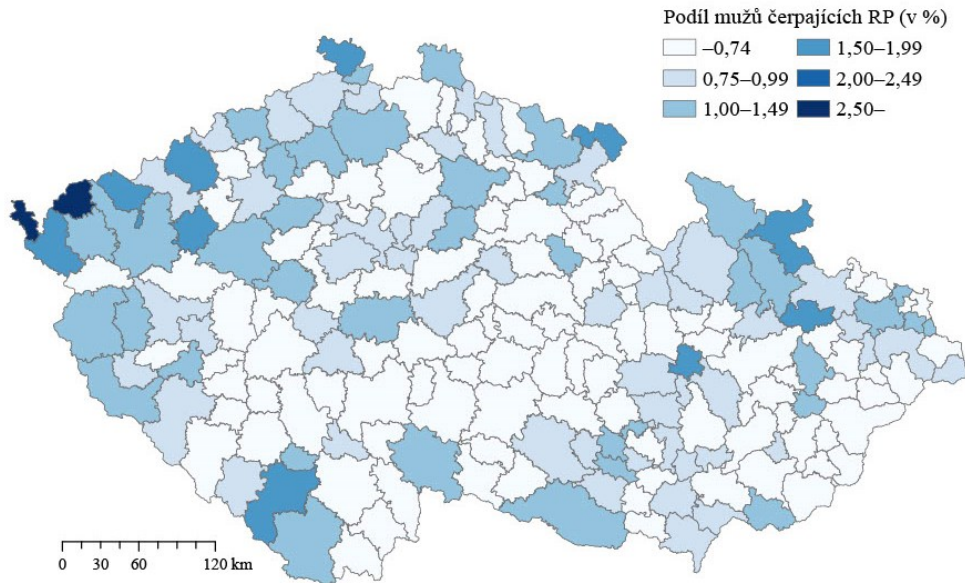 Podíl mužů čerpajících RP (v %)
–0,74 1,50–1,99
0,75–0,99 2,00–2,49
1,00–1,49 2,50–
0 30 60 120 km